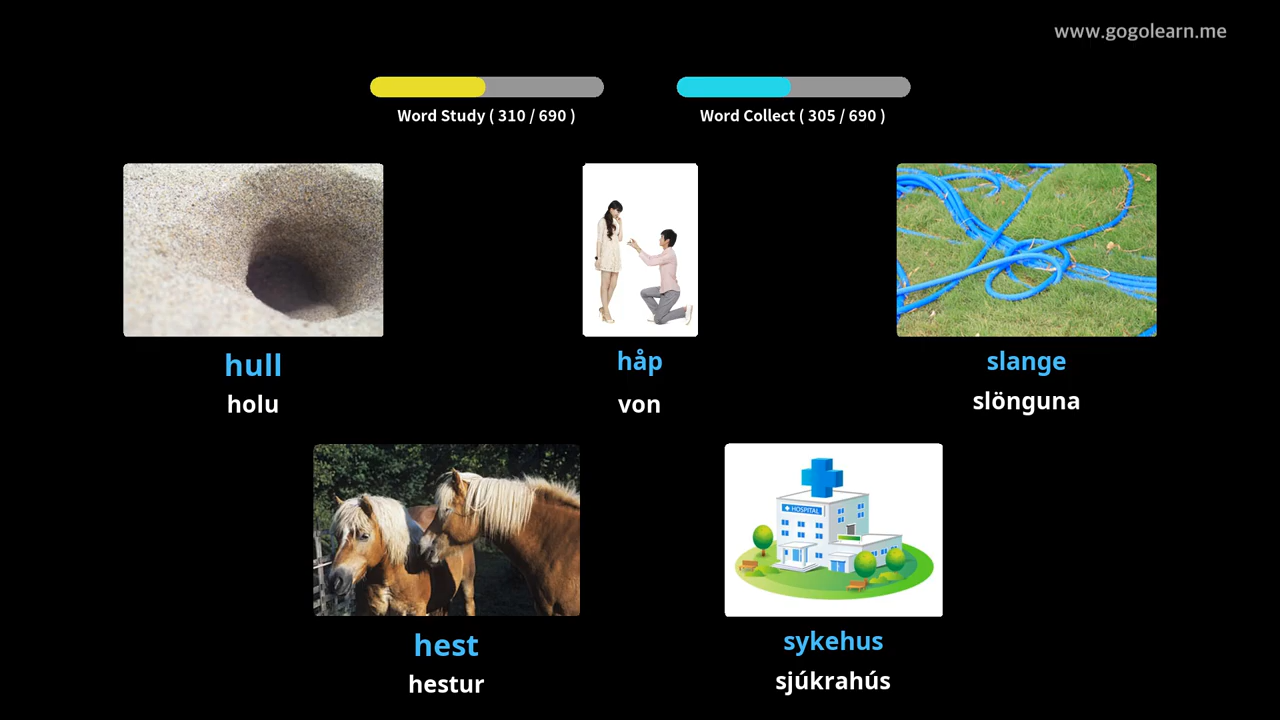 www.gogolearn.me
Word Study ( 310 / 690 )
Word Collect ( 305 / 690 )
hull
holu
håp
von
slange
slönguna
HOSPITAL
hest
hestur
sykehus
sjúkrahús